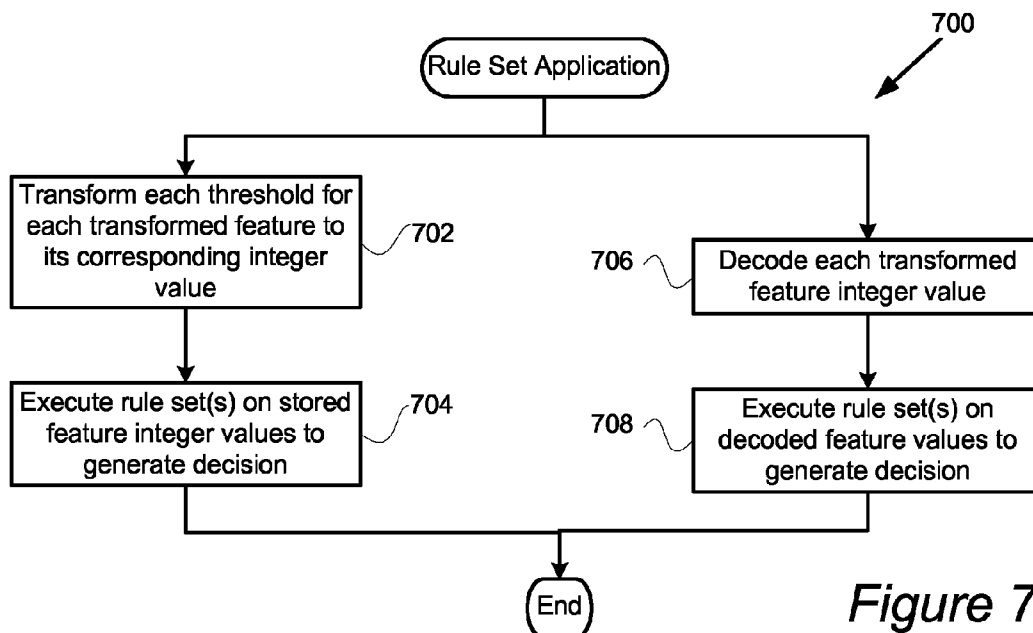 700
Rule Set Application
Transform each threshold for
each transformed feature to
its corresponding integer
value
702
706
Decode each transformed
feature integer value
Execute rule set(s) on stored
feature integer values to
generate decision
704
708
Execute rule set(s) on
decoded feature values to
generate decision
End
Figure 7